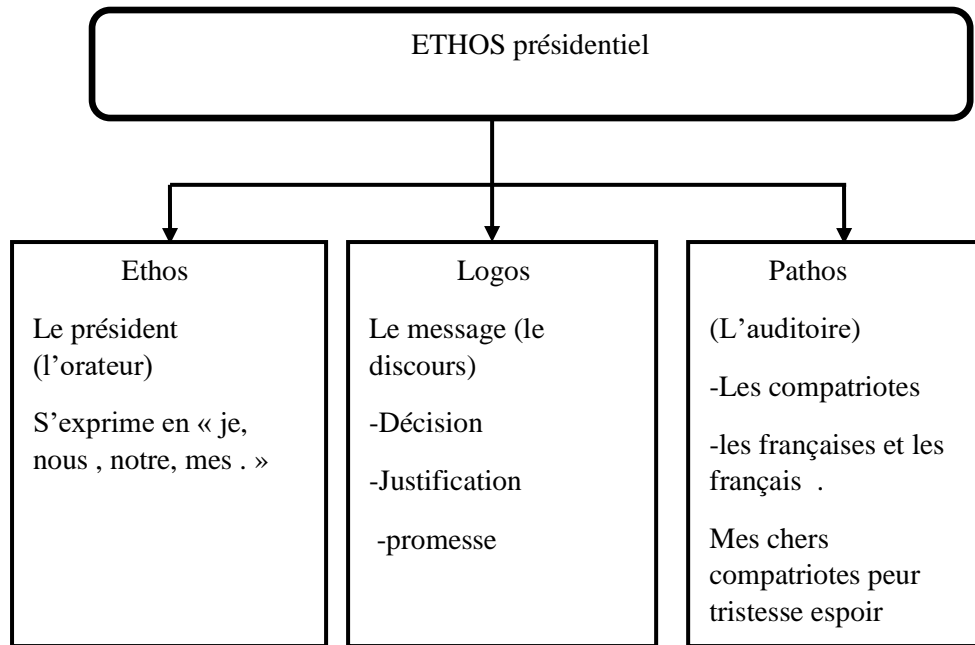 ETHOS présidentiel
Ethos
Le président
(l’orateur)
S’exprime en « je,
nous , notre, mes . »
Logos
Le message (le
discours)
-Décision
-Justification
-promesse
Pathos
(L’auditoire)
-Les compatriotes
-les françaises et les
français .
Mes chers
compatriotes peur
tristesse espoir